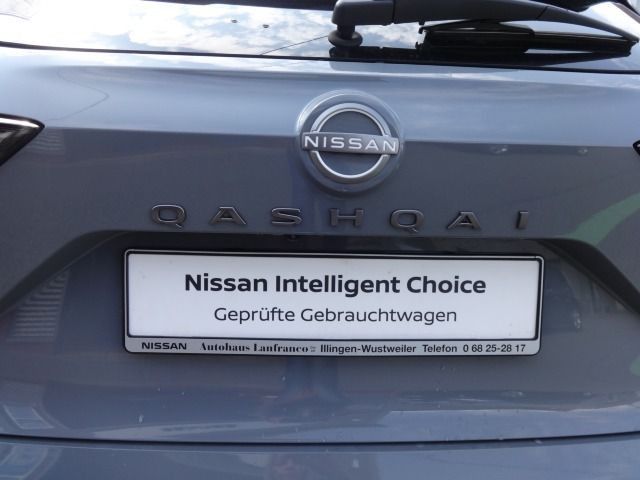 NISSAN
QASHQAI
Nissan Intelligent Choice
Geprüfte Gebrauchtwagen
NISSAN Autohaus Lanfranco Illingen-Wustweiler Telefon 0 68 25-28 17